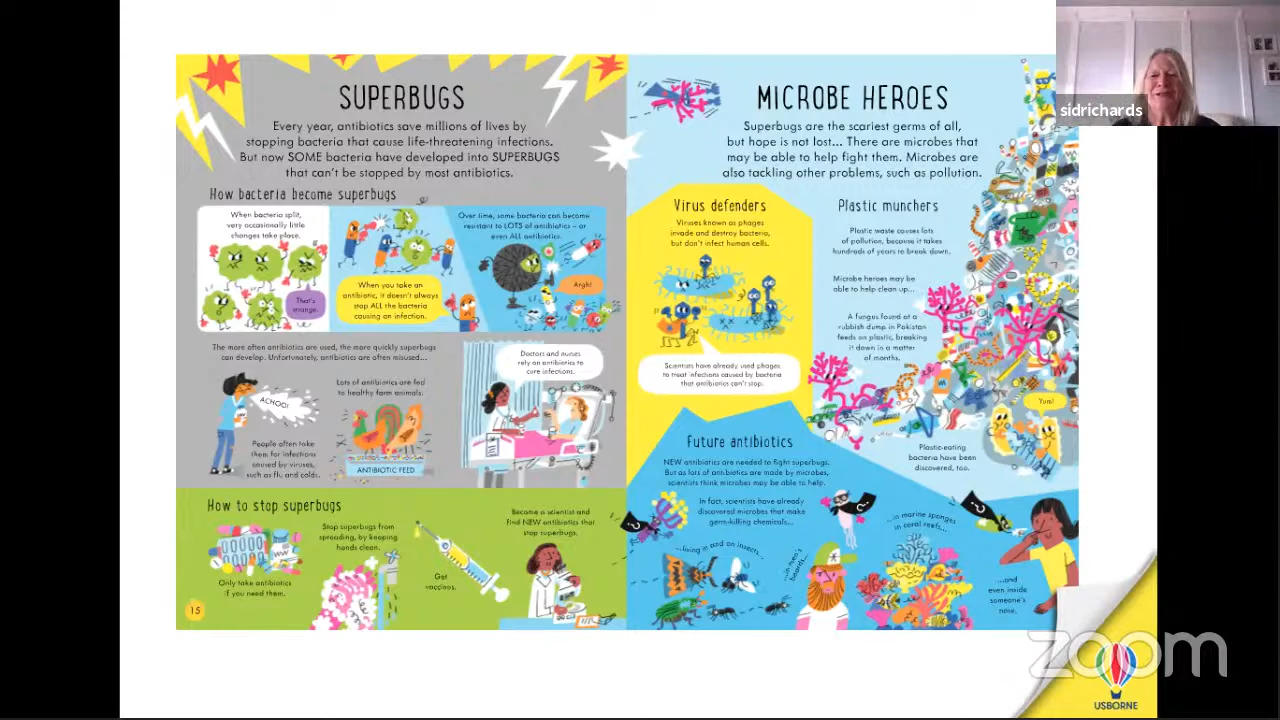 SUPERBUGS
Every year, antibiotics save millions of lives by
stopping bacteria that cause life-threatening infections.
But now SOME bacteria have developed into SUPERBUGS
that can't be stopped by most antibiotics.
How bacteria become superbugs
When bacteria split,
very occasionally little
changes take place.
That's
strange.
When you take an
antibiotic, it doesn't always
stop ALL the bacteria
causing an infection.
Over time, some bacteria can become
resistant to LOTS of antibiotics – or
even ALL antibiotics.
Argh!
The more often antibiotics are used, the more quickly superbugs
can develop. Unfortunately, antibiotics are often misused...
ACHOO!
People often take
them for infections
caused by viruses,
such as flu and colds.
Lots of antibiotics are fed
to healthy farm animals.
ANTIBIOTIC FEED
Doctors and nurses
rely on antibiotics to
cure infections.
How to stop superbugs
Only take antibiotics
if you need them.
Stop superbugs from
spreading, by keeping
hands clean.
Get
vaccines.
Become a scientist and
find NEW antibiotics that
stop superbugs.
15
MICROBE HEROES
Superbugs are the scariest germs of all,
but hope is not lost... There are microbes that
may be able to help fight them. Microbes are
also tackling other problems, such as pollution.
Virus defenders
Viruses known as phages
invade and destroy bacteria,
but don't infect human cells.
Scientists have already used phages
to treat infections caused by bacteria
that antibiotics can't stop.
Plastic munchers
Plastic waste causes lots
of pollution, because it takes
hundreds of years to break down.
Microbe heroes may be
able to help clean up...
A fungus found at a
rubbish dump in Pakistan
feeds on plastic, breaking
it down in a matter
of months.
Yum!
Plastic-eating
bacteria have been
discovered, too.
Future antibiotics
NEW antibiotics are needed to fight superbugs.
But as lots of antibiotics are made by microbes,
scientists think microbes may be able to help.
In fact, scientists have already
discovered microbes that make
germ-killing chemicals...
...living in and on insects...
...in men's
beards...
...in marine sponges
in coral reefs...
...and
even inside
someone's
nose.
sidrichards
zoom
USBORNE